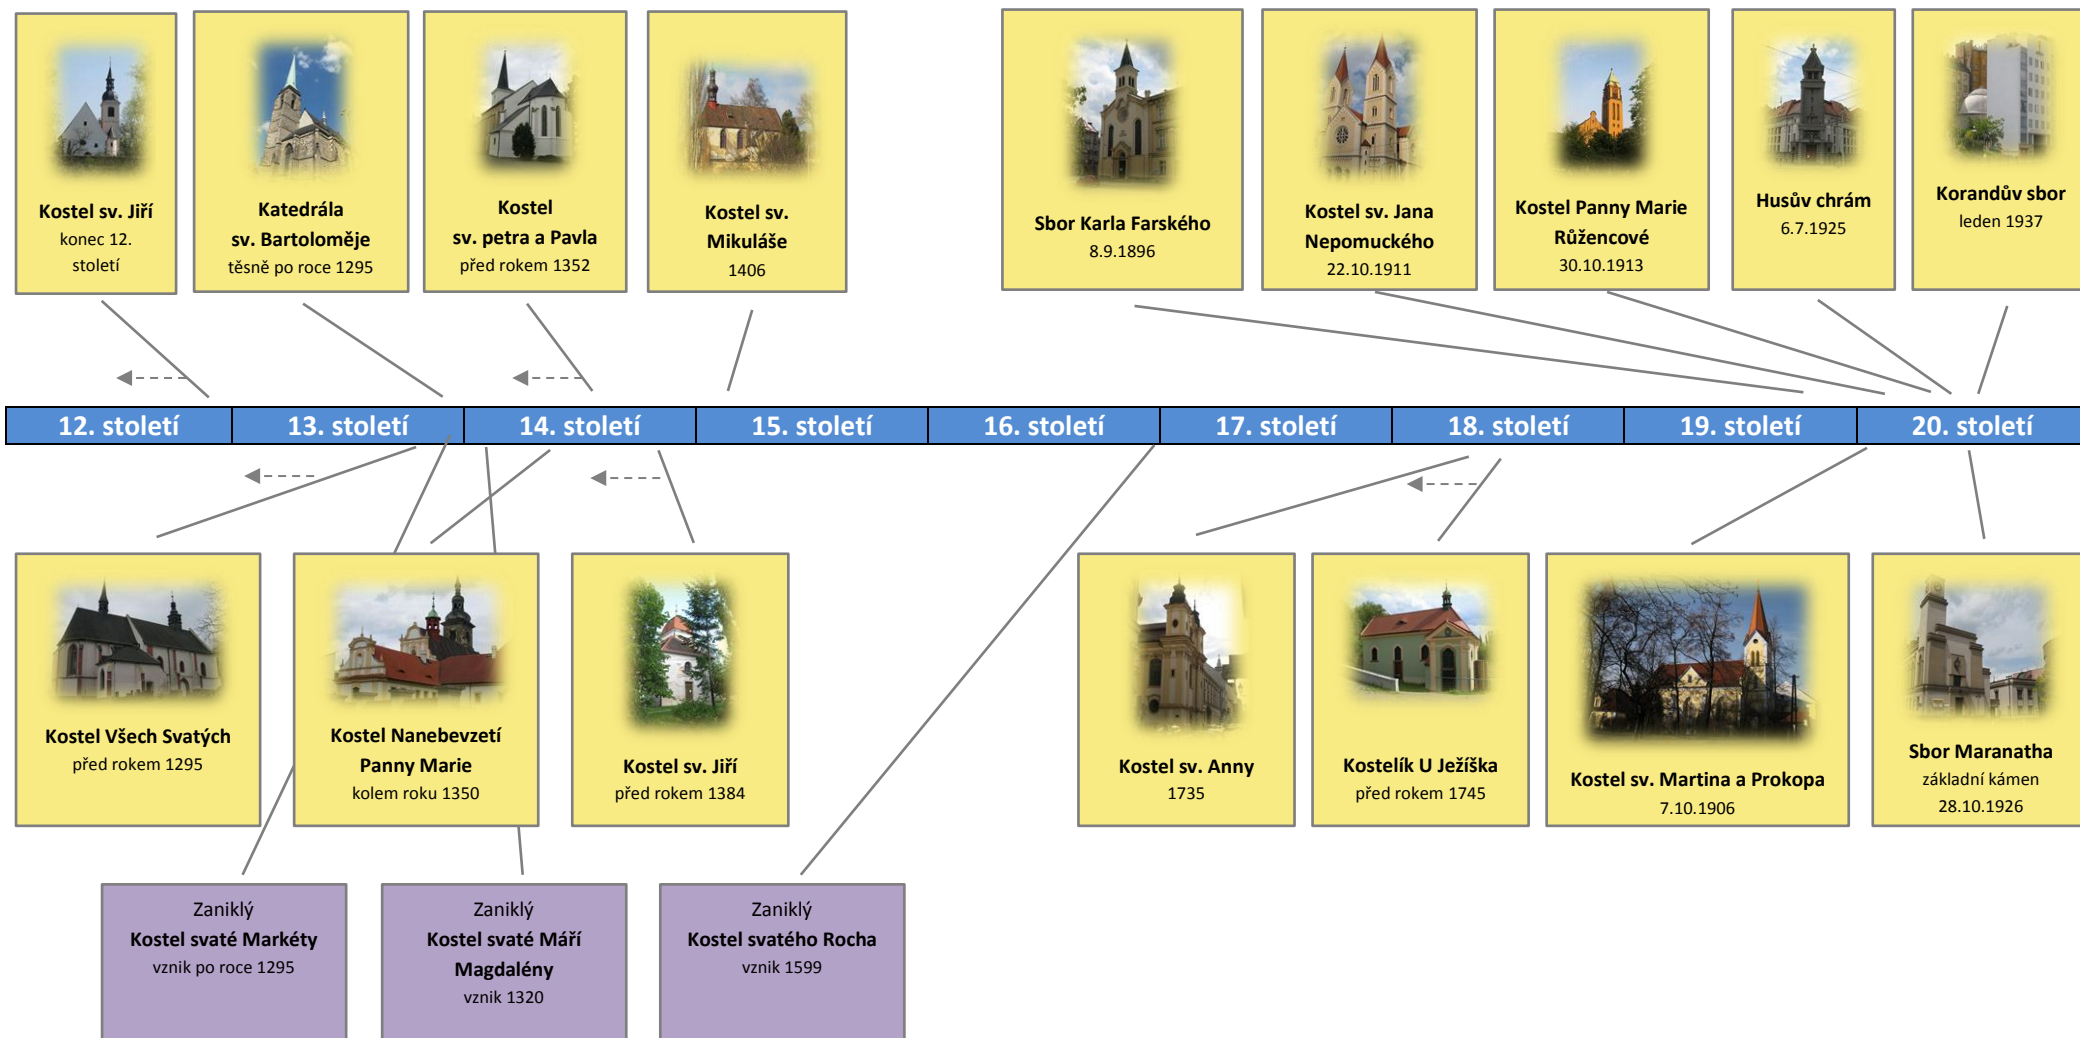 Kostel sv. Jiří
konec 12.
století
Katedrála
sv. Bartoloměje
těsně po roce 1295
Kostel
sv. petra a Pavla
před rokem 1352
Kostel sv.
Mikuláše
1406
Sbor Karla Farského
8.9.1896
Kostel sv. Jana
Nepomuckého
22.10.1911
Kostel Panny Marie
Růžencové
30.10.1913
Husův chrám
6.7.1925
Korandův sbor
leden 1937
12. století
13. století
14. století
15. století
16. století
17. století
18. století
19. století
20. století
Kostel Všech Svatých
před rokem 1295
Kostel Nanebevzetí
Panny Marie
kolem roku 1350
Kostel sv. Jiří
před rokem 1384
Kostel sv. Anny
1735
Kostelík U Ježíška
před rokem 1745
Kostel sv. Martina a Prokopa
7.10.1906
Sbor Maranatha
základní kámen
28.10.1926
Zaniklý
Kostel svaté Markéty
vznik po roce 1295
Zaniklý
Kostel svaté Máří
Magdalény
vznik 1320
Zaniklý
Kostel svatého Rocha
vznik 1599